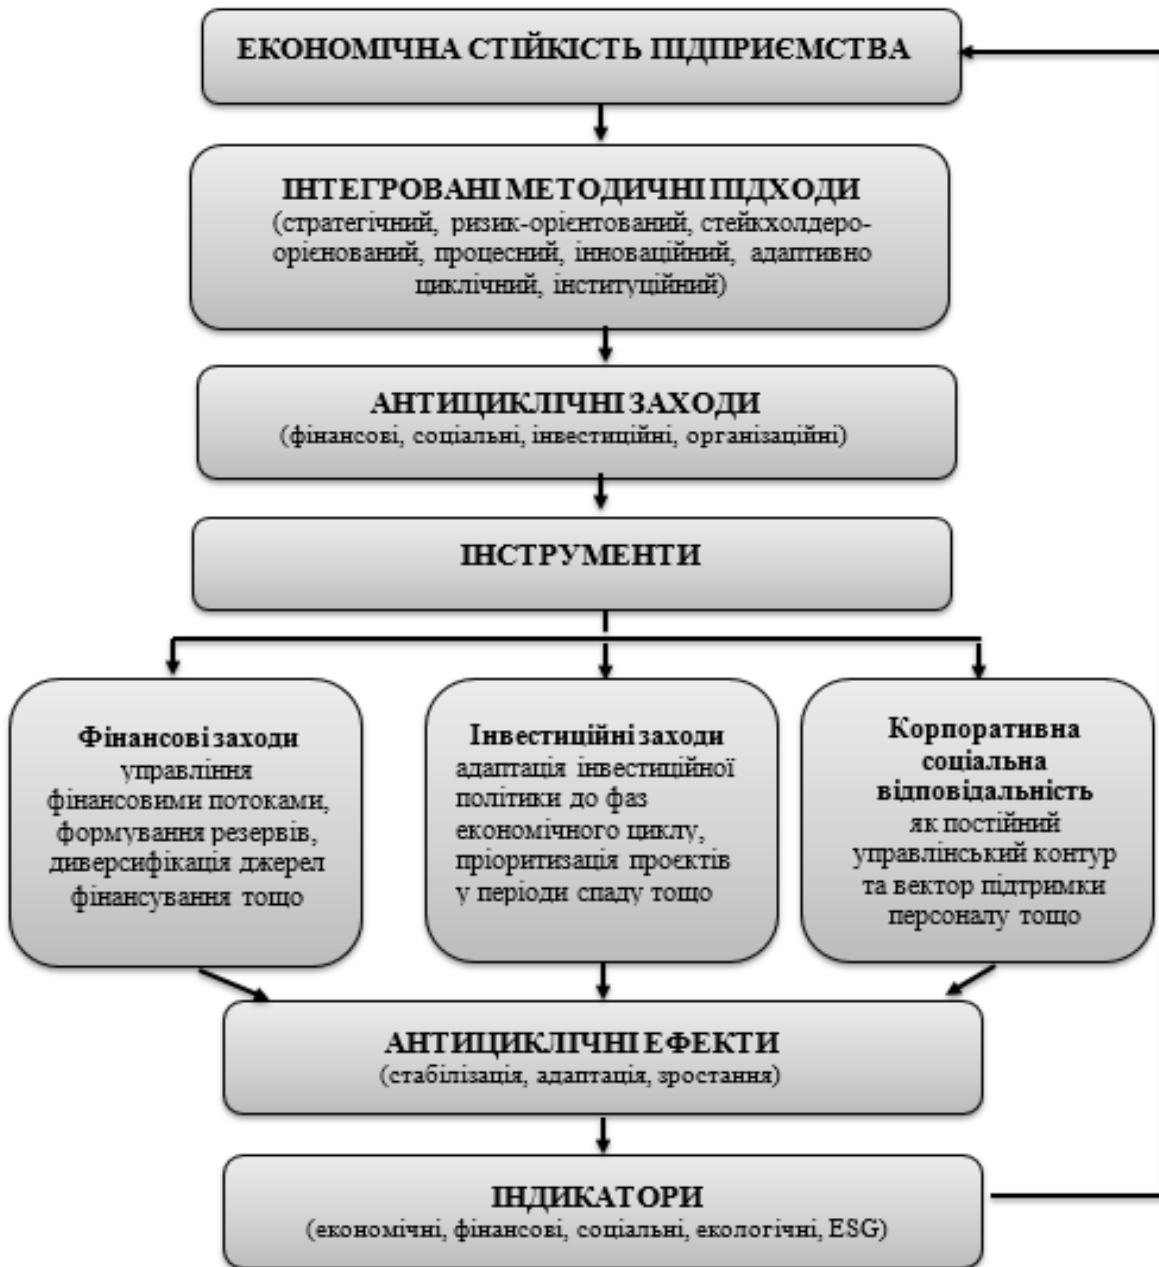 ЕКОНОМІЧНА СТІЙКІСТЬ ПІДПРИЄМСТВА
ІНТЕГРОВАНІ МЕТОДИЧНІ ПІДХОДИ
(стратегічний, ризик-орієнтований, стейкхолдеро-
орієнований, процесний, інноваційний, адаптивно
циклічний, інституційний)
АНТИЦИКЛІЧНІ ЗАХОДИ
(фінансові, соціальні, інвестиційні, організаційні)
ІНСТРУМЕНТИ
Фінансові заходи
управління
фінансовими потоками,
формування резервів,
диверсифікація джерел
фінансування тощо
Інвестиційні заходи
адаптація інвестиційної
політики до фаз
економічного циклу,
пріоритизація проєктів
у періоди спаду тощо
Корпоративна
соціальна
відповідальність
як постійний
управлінський контур
та вектор підтримки
персоналу тощо
АНТИЦИКЛІЧНІ ЕФЕКТИ
(стабілізація, адаптація, зростання)
ІНДИКАТОРИ
(економічні, фінансові, соціальні, екологічні, ESG)